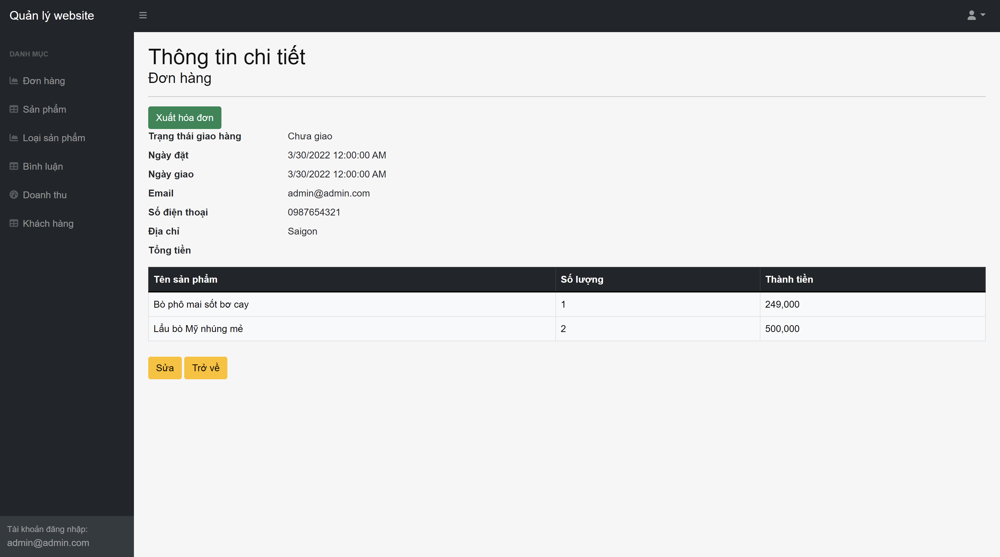 Quản lý website
DANH MỤC
Đơn hàng
Sản phẩm
Loại sản phẩm
Bình luận
Doanh thu
Khách hàng
Tài khoản đăng nhập:
admin@admin.com
Thông tin chi tiết
Đơn hàng
Xuất hóa đơn
Trạng thái giao hàng Chưa giao
Ngày đặt 3/30/2022 12:00:00 AM
Ngày giao 3/30/2022 12:00:00 AM
Email admin@admin.com
Số điện thoại 0987654321
Địa chỉ Saigon
Tổng tiền
Tên sản phẩm Số lượng Thành tiền
Bò phô mai sốt bơ cay 1 249,000
Lẩu bò Mỹ nhúng mẻ 2 500,000
Sửa Trở về